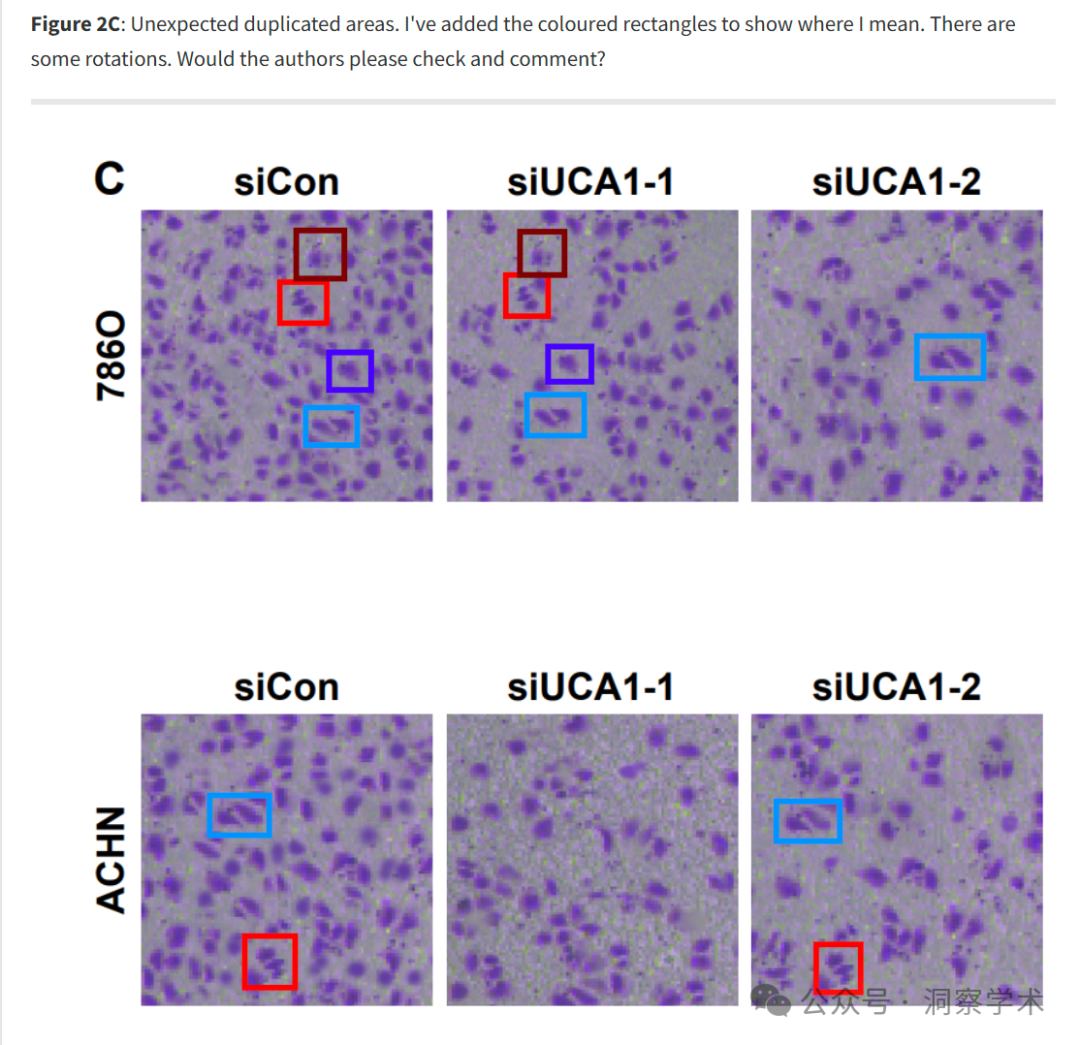 Figure 2C: Unexpected duplicated areas. I've added the coloured rectangles to show where I mean. There are
some rotations. Would the authors please check and comment?
C
siCon siUCA1-1 siUCA1-2
786O
siCon siUCA1-1 siUCA1-2
ACHN
公众号 · 洞察学术